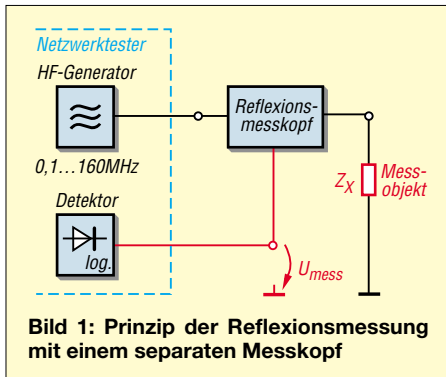 Netzwerktester
HF-Generator
0,1...160MHz
Detektor
log.
Reflexions-
messkopf
Z_X
Mess-
objekt
U_mess
Bild 1: Prinzip der Reflexionsmessung
mit einem separaten Messkopf